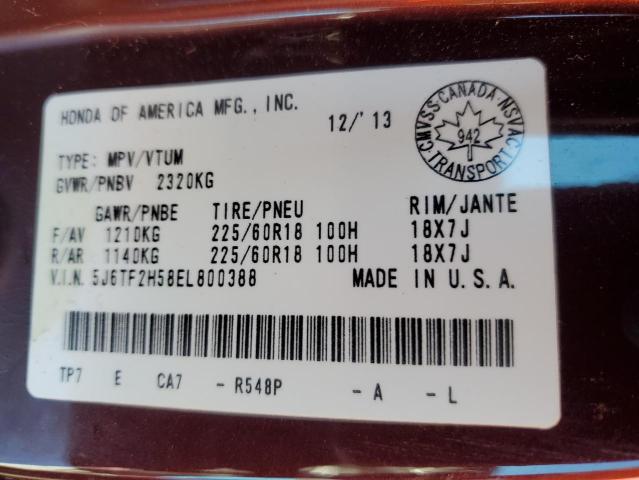 HONDA OF AMERICA MFG., INC.
12/'13
CMVSS·CANADA·NSVAC
942
TRANSPORT
TYPE: MPV/VTUM
GVWR/PNBV 2320KG
GAWR/PNBE TIRE/PNEU RIM/JANTE
F/AV 1210KG 225/60R18 100H 18X7J
R/AR 1140KG 225/60R18 100H 18X7J
V.I.N. 5J6TF2H58EL800388 MADE IN U.S.A.
TP7 E CA7 - R548P - A - L